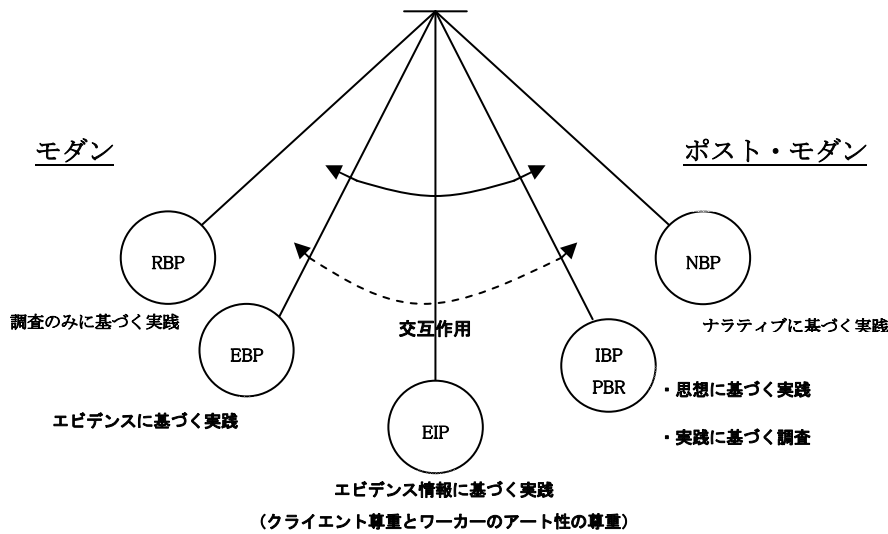 モダン
ポスト・モダン
RBP
NBP
調査のみに基づく実践
ナラティブに基づく実践
交互作用
EBP
IBP
PBR
・思想に基づく実践
・実践に基づく調査
エビデンスに基づく実践
EIP
エビデンス情報に基づく実践
(クライエント尊重とワーカーのアート性の尊重)